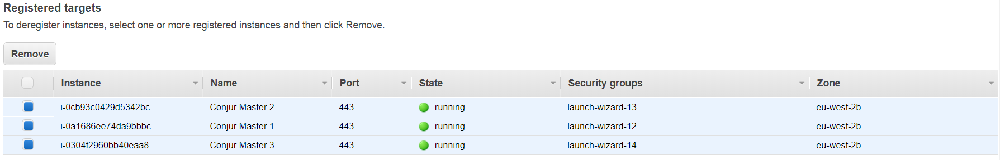 Registered targets
To deregister instances, select one or more registered instances and then click Remove.
Remove
Instance Name Port State Security groups Zone
i-0cb93c0429d5342bc Conjur Master 2 443 running launch-wizard-13 eu-west-2b
i-0a1686ee74da9bbbc Conjur Master 1 443 running launch-wizard-12 eu-west-2b
i-0304f2960bb40eaa8 Conjur Master 3 443 running launch-wizard-14 eu-west-2b